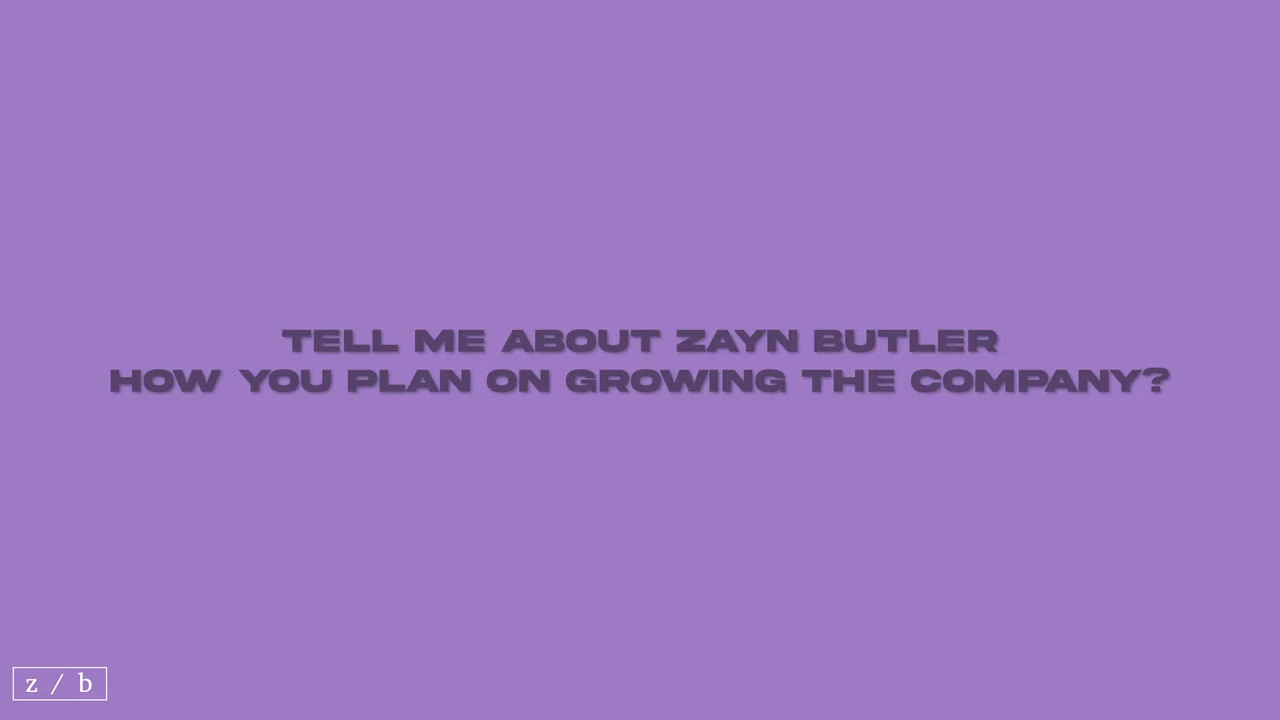 TELL ME ABOUT ZAYN BUTLER
HOW YOU PLAN ON GROWING THE COMPANY?
z / b